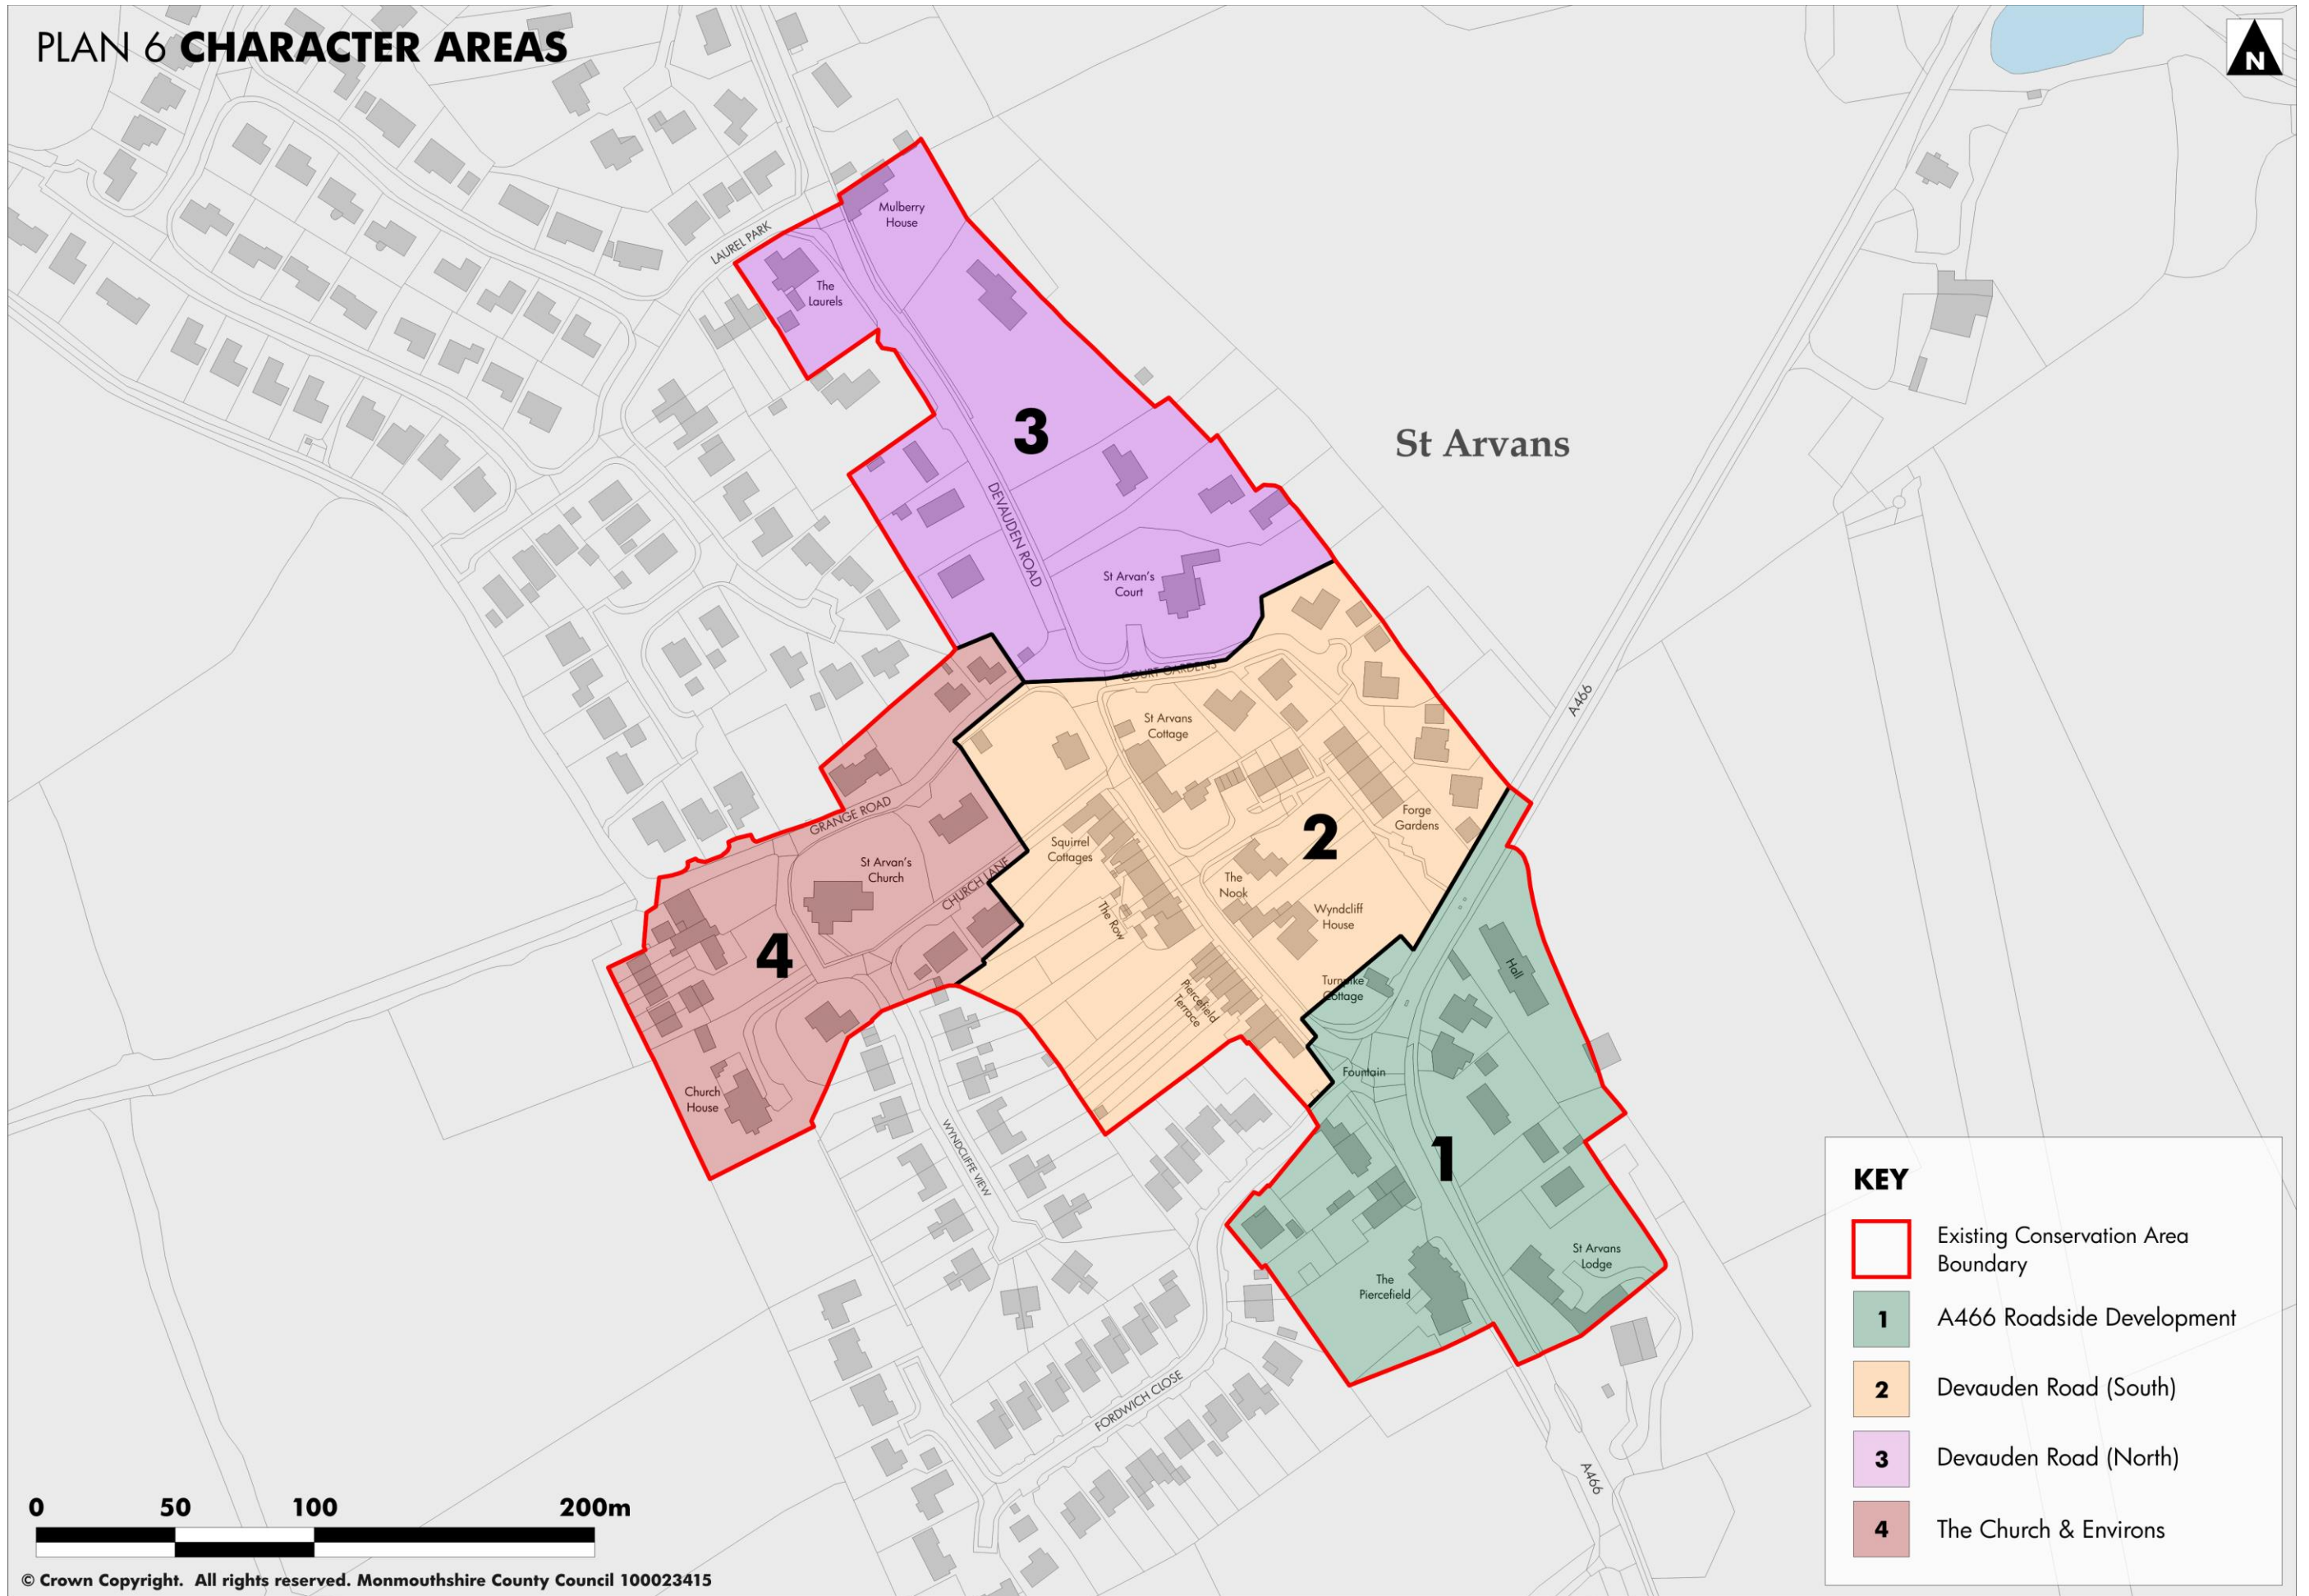 PLAN 6 CHARACTER AREAS
N
Mulberry
House
LAUREL PARK
The
Laurels
3
St Arvans
DEVAUDEN ROAD
St Arvan's
Court
COURT GARDENS
A466
St Arvans
Cottage
GRANGE ROAD
Forge
Gardens
2
Squirrel
Cottages
St Arvan's
Church
CHURCH LANE
The
Nook
The Row
Wyndcliff
House
4
Hall
Turnpike
Cottage
Piercefield
Terrace
Fountain
Church
House
WYNDCLIFFE VIEW
1
St Arvans
Lodge
The
Piercefield
FORDWICH CLOSE
A466
KEY
Existing Conservation Area
Boundary
1 A466 Roadside Development
2 Devauden Road (South)
3 Devauden Road (North)
4 The Church & Environs
0 50 100 200m
© Crown Copyright. All rights reserved. Monmouthshire County Council 100023415